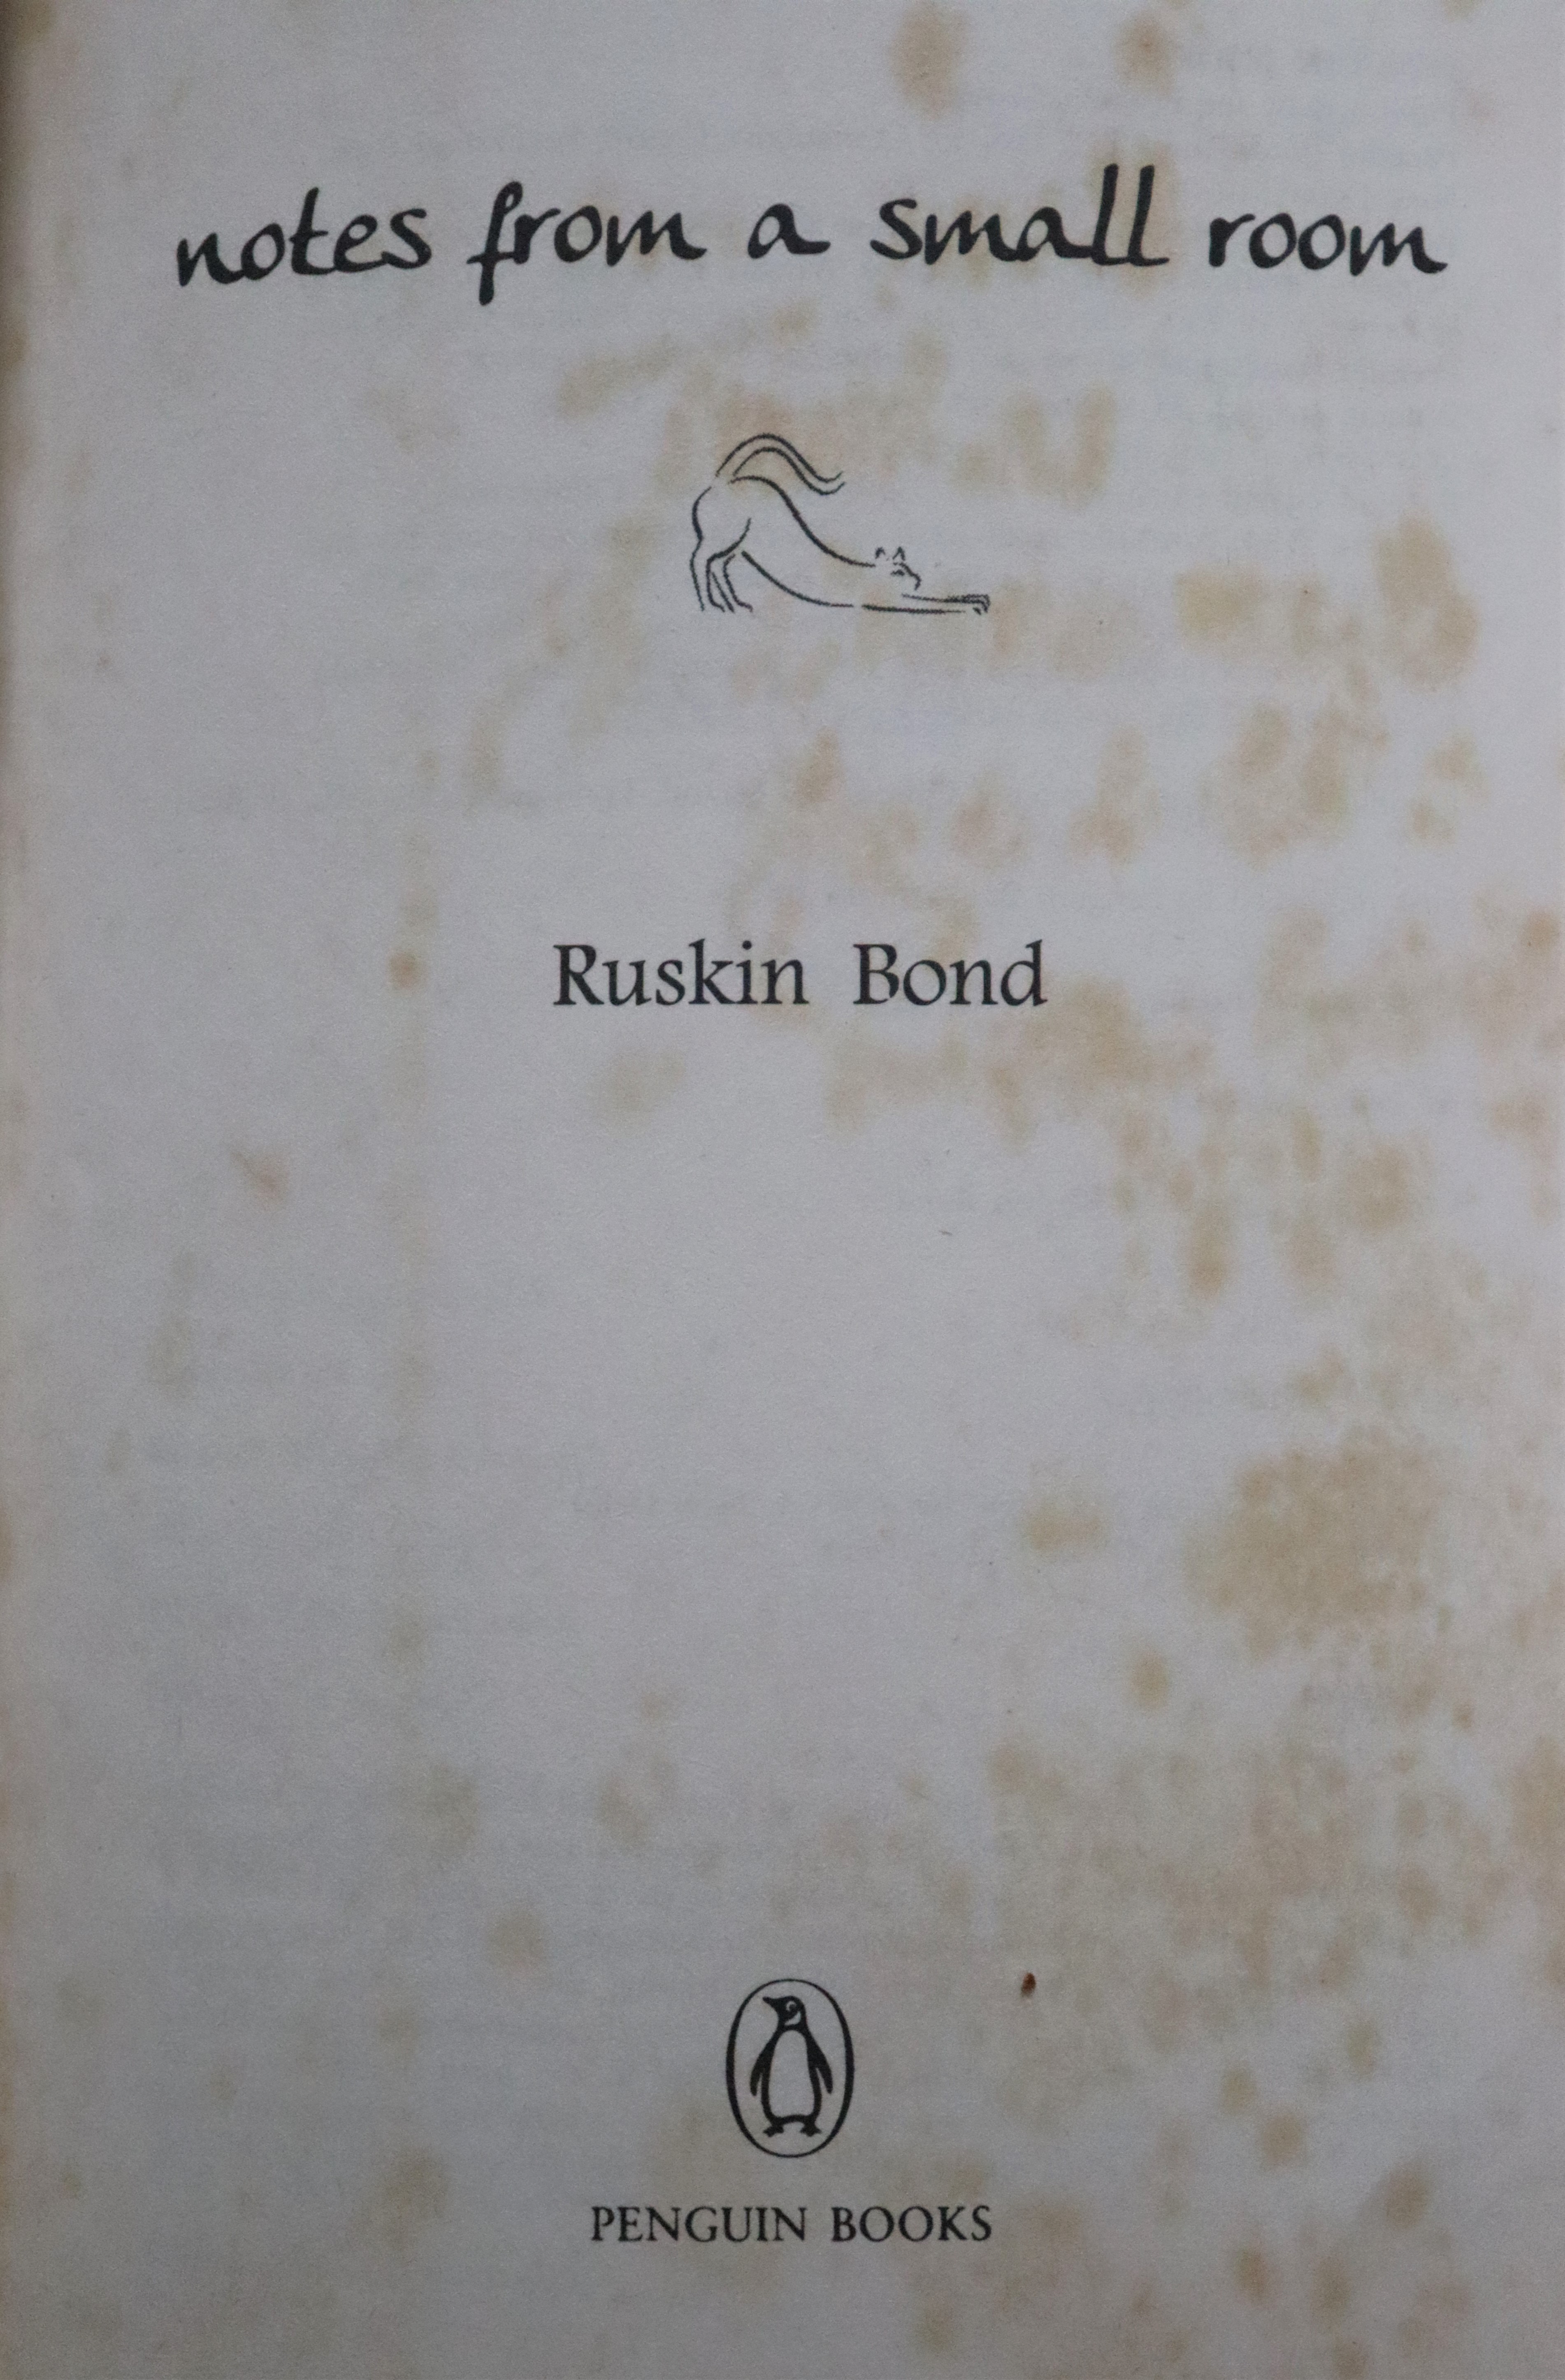 notes from a small room
Ruskin Bond
PENGUIN BOOKS